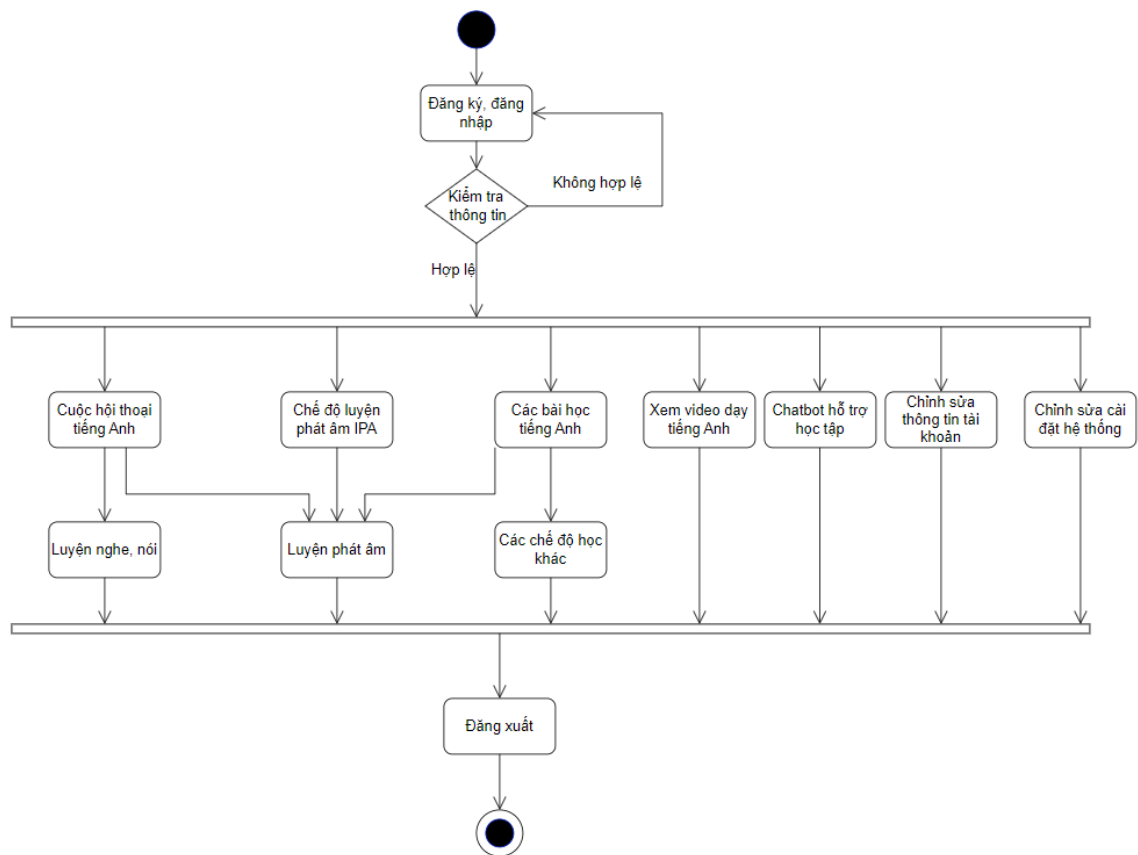 Đăng ký, đăng
nhập
Kiểm tra
thông tin
Không hợp lệ
Hợp lệ
Cuộc hội thoại
tiếng Anh
Chế độ luyện
phát âm IPA
Các bài học
tiếng Anh
Xem video dạy
tiếng Anh
Chatbot hỗ trợ
học tập
Chỉnh sửa
thông tin tài
khoản
Chỉnh sửa cài
đặt hệ thống
Luyện nghe, nói
Luyện phát âm
Các chế độ học
khác
Đăng xuất